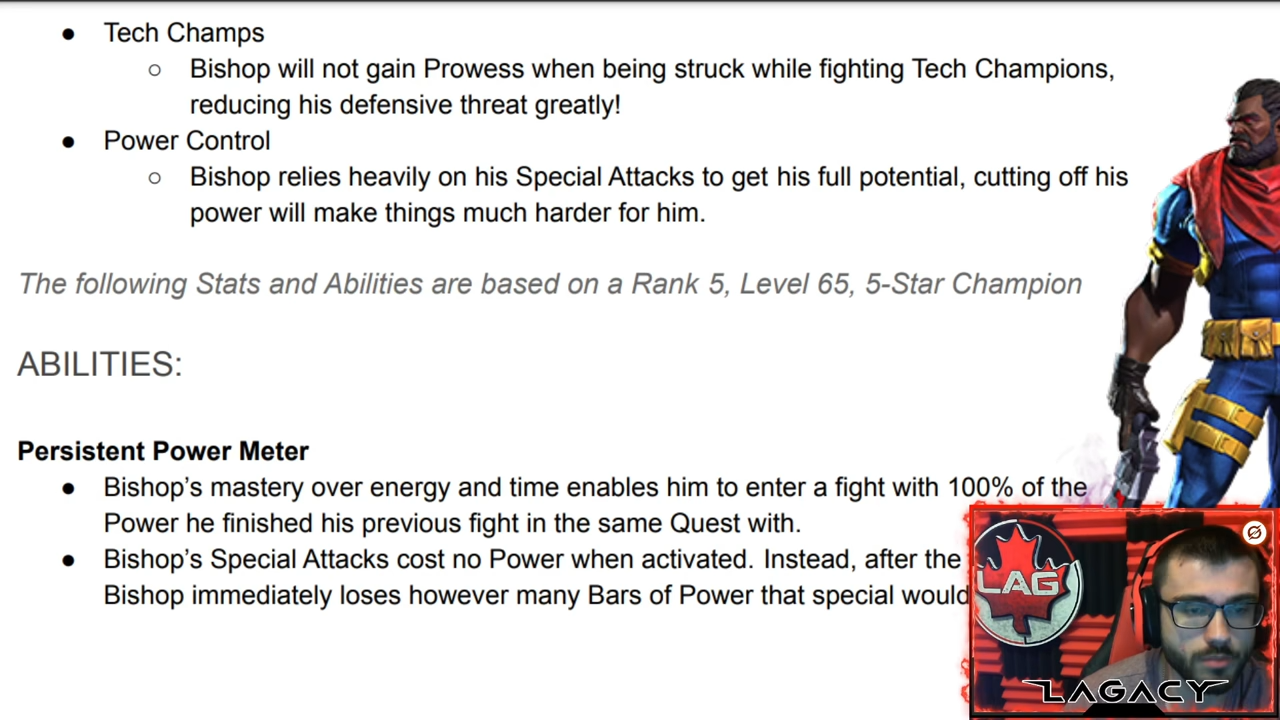 ● Tech Champs
○ Bishop will not gain Prowess when being struck while fighting Tech Champions,
reducing his defensive threat greatly!
● Power Control
○ Bishop relies heavily on his Special Attacks to get his full potential, cutting off his
power will make things much harder for him.
The following Stats and Abilities are based on a Rank 5, Level 65, 5-Star Champion
ABILITIES:
Persistent Power Meter
● Bishop’s mastery over energy and time enables him to enter a fight with 100% of the
Power he finished his previous fight in the same Quest with.
● Bishop’s Special Attacks cost no Power when activated. Instead, after the
Bishop immediately loses however many Bars of Power that special would
LAG
LAGACY